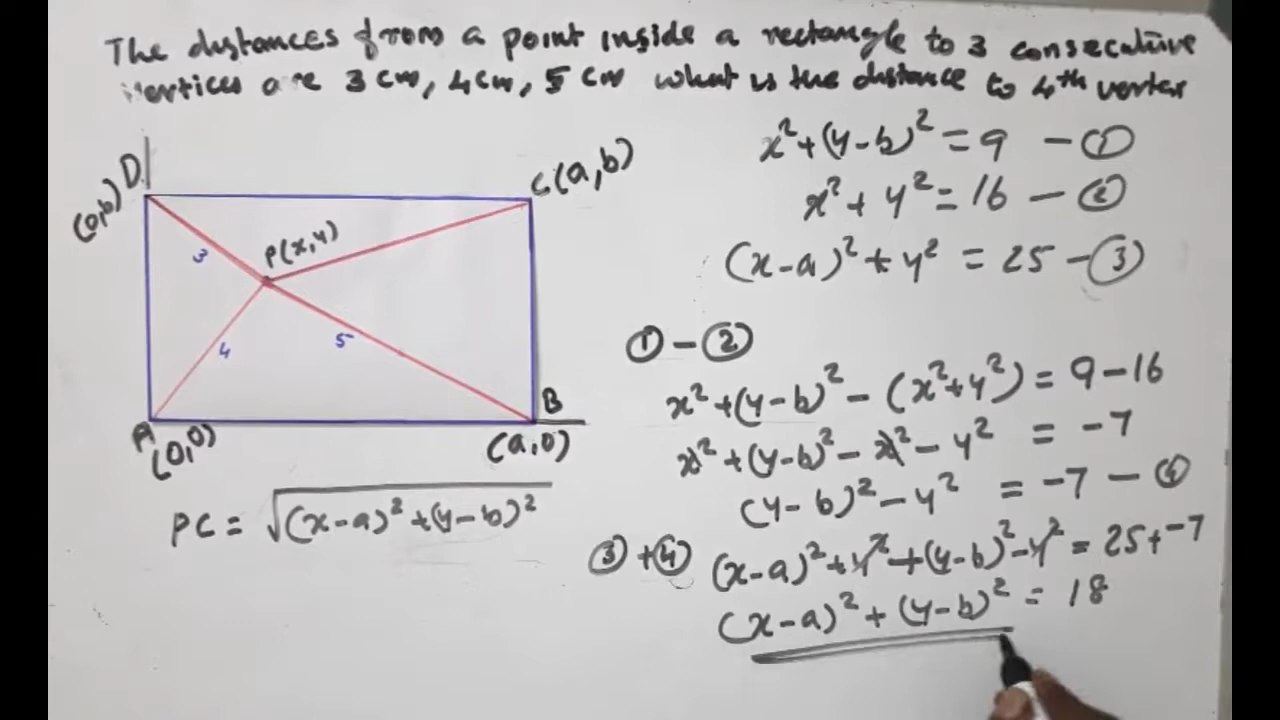 The distances from a point inside a rectangle to 3 consecutive
vertices are 3 cm, 4 cm, 5 cm what is the distance to 4th vertex
x² + (y-b)² = 9 - ①
x² + y² = 16 - ②
(x-a)² + y² = 25 - ③
D
(0,b)
C(a,b)
P(x,y)
3
4
5
A
(0,0)
B
(a,0)
PC = √(x-a)² + (y-b)²
① - ②
x² + (y-b)² - (x² + y²) = 9 - 16
x² + (y-b)² - x² - y² = -7
(y-b)² - y² = -7 - ④
③ + ④ (x-a)² + y² + (y-b)² - y² = 25 + -7
(x-a)² + (y-b)² = 18